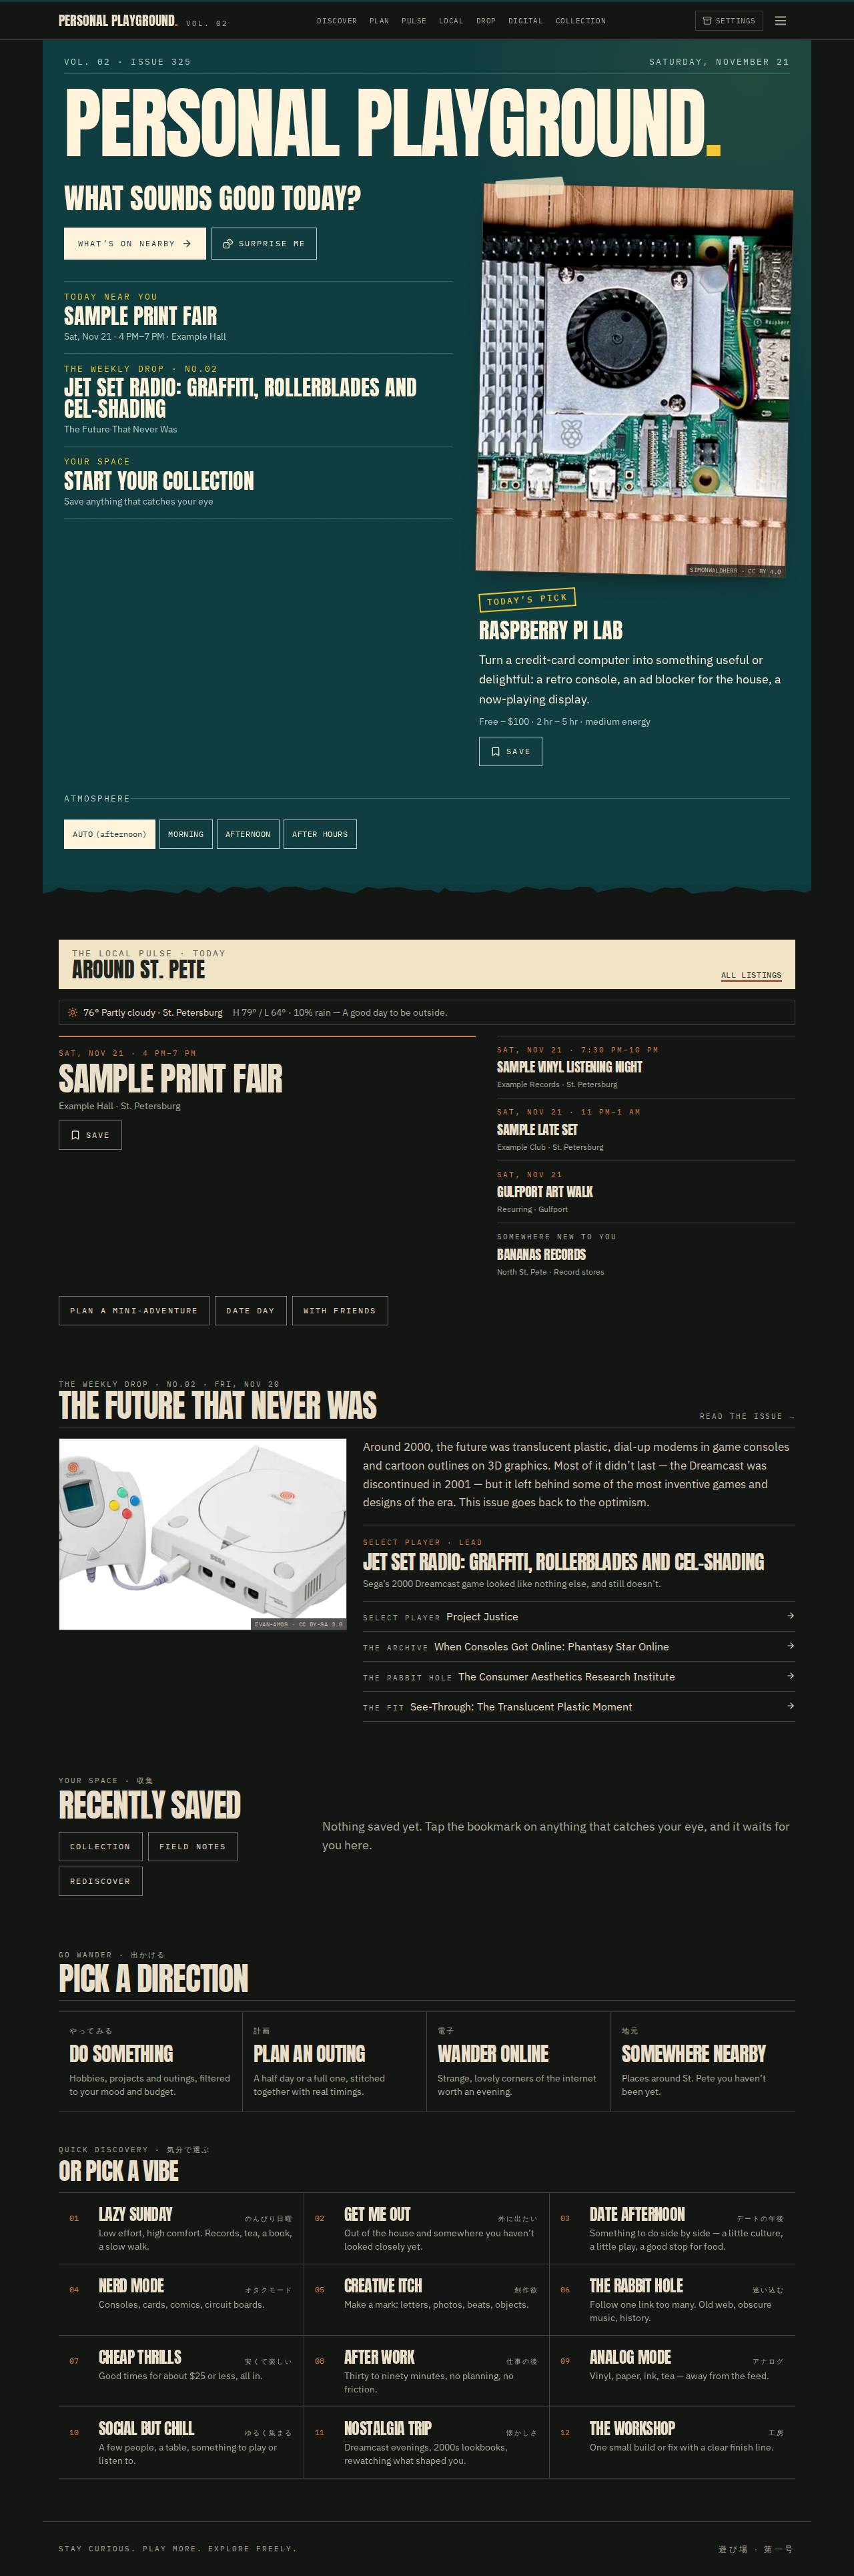 PERSONAL PLAYGROUND. VOL. 02
DISCOVER PLAN PULSE LOCAL DROP DIGITAL COLLECTION
SETTINGS
VOL. 02 · ISSUE 325
SATURDAY, NOVEMBER 21
PERSONAL PLAYGROUND.
WHAT SOUNDS GOOD TODAY?
WHAT’S ON NEARBY →
SURPRISE ME
TODAY NEAR YOU
SAMPLE PRINT FAIR
Sat, Nov 21 · 4 PM–7 PM · Example Hall
THE WEEKLY DROP · NO.02
JET SET RADIO: GRAFFITI, ROLLERBLADES AND
CEL-SHADING
The Future That Never Was
YOUR SPACE
START YOUR COLLECTION
Save anything that catches your eye
SIMONWALDHERR · CC BY 4.0
TODAY’S PICK
RASPBERRY PI LAB
Turn a credit-card computer into something useful or
delightful: a retro console, an ad blocker for the house, a
now-playing display.
Free – $100 · 2 hr – 5 hr · medium energy
SAVE
ATMOSPHERE
AUTO (afternoon)
MORNING
AFTERNOON
AFTER HOURS
THE LOCAL PULSE · TODAY
AROUND ST. PETE
ALL LISTINGS
76° Partly cloudy · St. Petersburg H 79° / L 64° · 10% rain — A good day to be outside.
SAT, NOV 21 · 4 PM–7 PM
SAMPLE PRINT FAIR
Example Hall · St. Petersburg
SAVE
SAT, NOV 21 · 7:30 PM–10 PM
SAMPLE VINYL LISTENING NIGHT
Example Records · St. Petersburg
SAT, NOV 21 · 11 PM–1 AM
SAMPLE LATE SET
Example Club · St. Petersburg
SAT, NOV 21
GULFPORT ART WALK
Recurring · Gulfport
SOMEWHERE NEW TO YOU
BANANAS RECORDS
North St. Pete · Record stores
PLAN A MINI-ADVENTURE
DATE DAY
WITH FRIENDS
THE WEEKLY DROP · NO.02 · FRI, NOV 20
THE FUTURE THAT NEVER WAS
READ THE ISSUE →
EVAN-AMOS · CC BY-SA 3.0
Around 2000, the future was translucent plastic, dial-up modems in game consoles
and cartoon outlines on 3D graphics. Most of it didn’t last — the Dreamcast was
discontinued in 2001 — but it left behind some of the most inventive games and
designs of the era. This issue goes back to the optimism.
SELECT PLAYER · LEAD
JET SET RADIO: GRAFFITI, ROLLERBLADES AND CEL-SHADING
Sega’s 2000 Dreamcast game looked like nothing else, and still doesn’t.
SELECT PLAYER Project Justice →
THE ARCHIVE When Consoles Got Online: Phantasy Star Online →
THE RABBIT HOLE The Consumer Aesthetics Research Institute →
THE FIT See-Through: The Translucent Plastic Moment →
YOUR SPACE · 収集
RECENTLY SAVED
COLLECTION
FIELD NOTES
REDISCOVER
Nothing saved yet. Tap the bookmark on anything that catches your eye, and it waits for
you here.
GO WANDER · 出かける
PICK A DIRECTION
やってみる
DO SOMETHING
Hobbies, projects and outings, filtered
to your mood and budget.
計画
PLAN AN OUTING
A half day or a full one, stitched
together with real timings.
電子
WANDER ONLINE
Strange, lovely corners of the internet
worth an evening.
地元
SOMEWHERE NEARBY
Places around St. Pete you haven’t
been yet.
QUICK DISCOVERY · 気分で選ぶ
OR PICK A VIBE
01 LAZY SUNDAY のんびり日曜
Low effort, high comfort. Records, tea, a book,
a slow walk.
02 GET ME OUT 外に出たい
Out of the house and somewhere you haven’t
looked closely yet.
03 DATE AFTERNOON デートの午後
Something to do side by side — a little culture,
a little play, a good stop for food.
04 NERD MODE オタクモード
Consoles, cards, comics, circuit boards.
05 CREATIVE ITCH 創作欲
Make a mark: letters, photos, beats, objects.
06 THE RABBIT HOLE 迷い込む
Follow one link too many. Old web, obscure
music, history.
07 CHEAP THRILLS 安くて楽しい
Good times for about $25 or less, all in.
08 AFTER WORK 仕事の後
Thirty to ninety minutes, no planning, no
friction.
09 ANALOG MODE アナログ
Vinyl, paper, ink, tea — away from the feed.
10 SOCIAL BUT CHILL ゆるく集まる
A few people, a table, something to play or
listen to.
11 NOSTALGIA TRIP 懐かしさ
Dreamcast evenings, 2000s lookbooks,
rewatching what shaped you.
12 THE WORKSHOP 工房
One small build or fix with a clear finish line.
STAY CURIOUS. PLAY MORE. EXPLORE FREELY.
遊び場 · 第一号